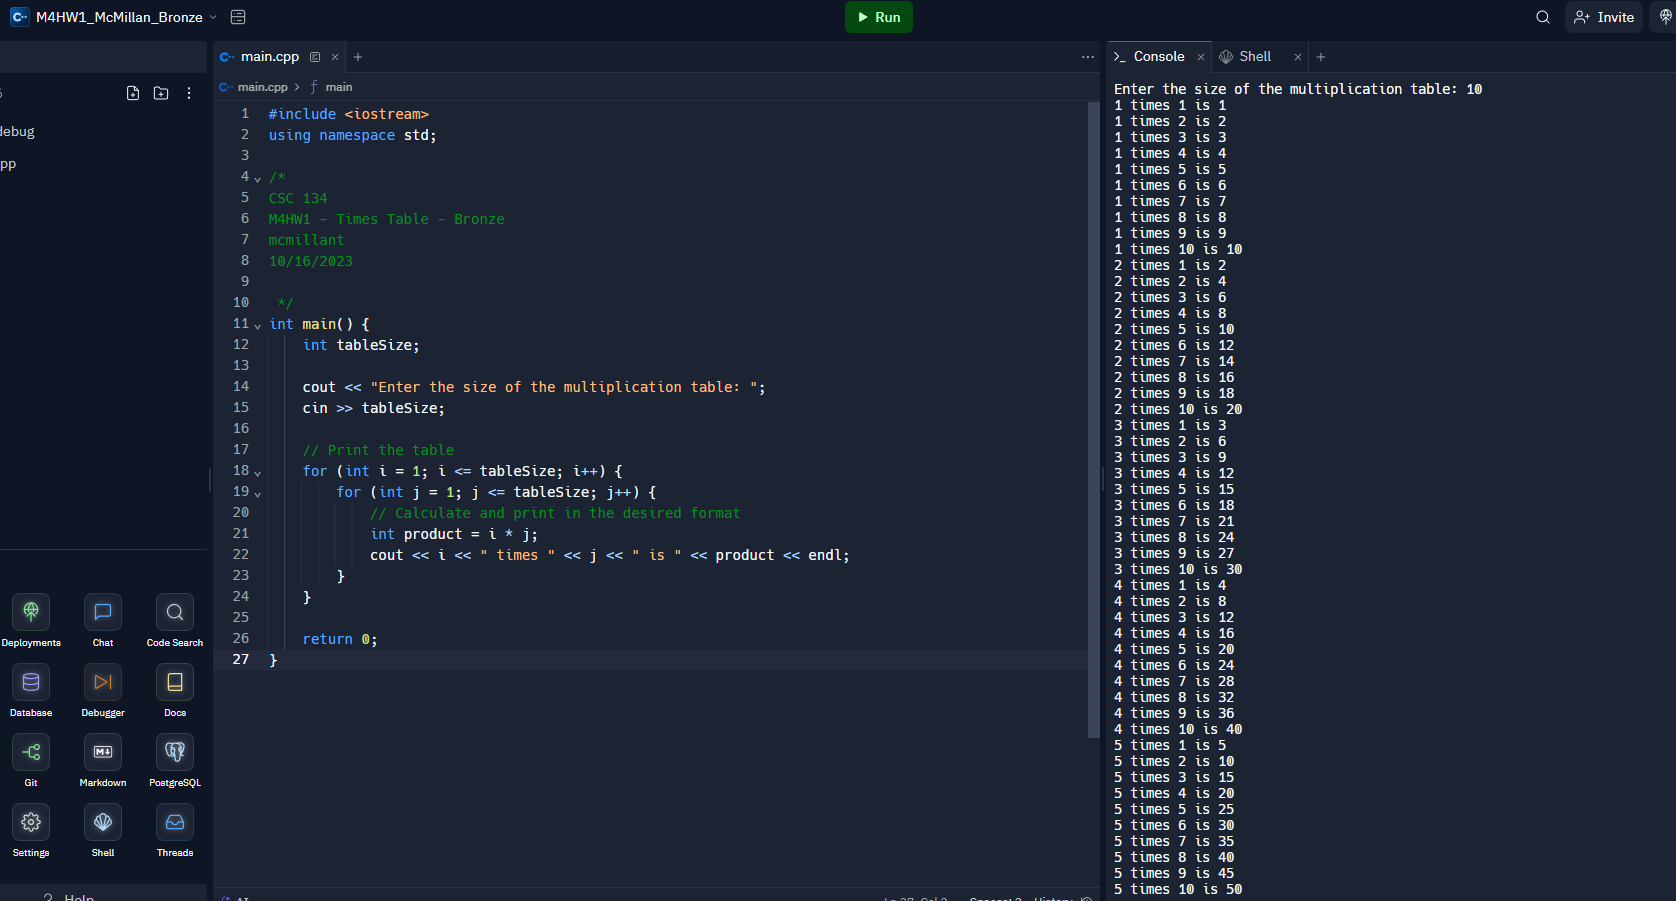 M4HW1_McMillan_Bronze
Run
Invite
main.cpp
main.cpp > main
1 #include <iostream>
2 using namespace std;
3
4 /*
5 CSC 134
6 M4HW1 - Times Table - Bronze
7 mcmillant
8 10/16/2023
9
10 */
11 int main() {
12 int tableSize;
13
14 cout << "Enter the size of the multiplication table: ";
15 cin >> tableSize;
16
17 // Print the table
18 for (int i = 1; i <= tableSize; i++) {
19 for (int j = 1; j <= tableSize; j++) {
20 // Calculate and print in the desired format
21 int product = i * j;
22 cout << i << " times " << j << " is " << product << endl;
23 }
24 }
25
26 return 0;
27 }
Console
Shell
Enter the size of the multiplication table: 10
1 times 1 is 1
1 times 2 is 2
1 times 3 is 3
1 times 4 is 4
1 times 5 is 5
1 times 6 is 6
1 times 7 is 7
1 times 8 is 8
1 times 9 is 9
1 times 10 is 10
2 times 1 is 2
2 times 2 is 4
2 times 3 is 6
2 times 4 is 8
2 times 5 is 10
2 times 6 is 12
2 times 7 is 14
2 times 8 is 16
2 times 9 is 18
2 times 10 is 20
3 times 1 is 3
3 times 2 is 6
3 times 3 is 9
3 times 4 is 12
3 times 5 is 15
3 times 6 is 18
3 times 7 is 21
3 times 8 is 24
3 times 9 is 27
3 times 10 is 30
4 times 1 is 4
4 times 2 is 8
4 times 3 is 12
4 times 4 is 16
4 times 5 is 20
4 times 6 is 24
4 times 7 is 28
4 times 8 is 32
4 times 9 is 36
4 times 10 is 40
5 times 1 is 5
5 times 2 is 10
5 times 3 is 15
5 times 4 is 20
5 times 5 is 25
5 times 6 is 30
5 times 7 is 35
5 times 8 is 40
5 times 9 is 45
5 times 10 is 50
debug
pp
Deployments
Chat
Code Search
Database
Debugger
Docs
Git
Markdown
PostgreSQL
Settings
Shell
Threads
Help
AI
History